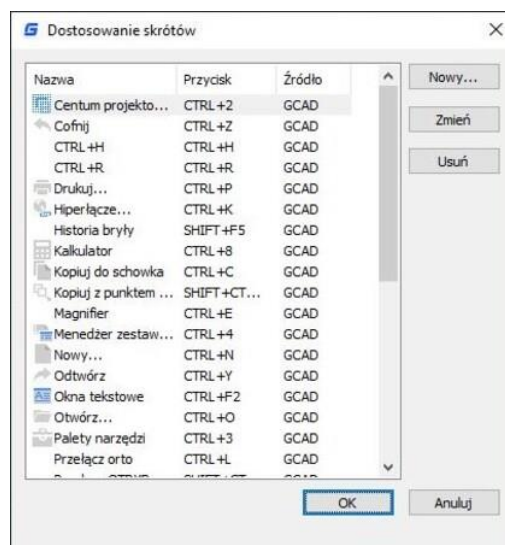 Dostosowanie skrótów
Nazwa Przycisk Źródło
Centum projekto... CTRL+2 GCAD
Cofnij CTRL+Z GCAD
CTRL+H CTRL+H GCAD
CTRL+R CTRL+R GCAD
Drukuj... CTRL+P GCAD
Hiperłącze... CTRL+K GCAD
Historia bryły SHIFT+F5 GCAD
Kalkulator CTRL+8 GCAD
Kopiuj do schowka CTRL+C GCAD
Kopiuj z punktem ... SHIFT+CT... GCAD
Magnifier CTRL+E GCAD
Menedżer zestaw... CTRL+4 GCAD
Nowy... CTRL+N GCAD
Odtwórz CTRL+Y GCAD
Okna tekstowe CTRL+F2 GCAD
Otwórz... CTRL+O GCAD
Palety narzędzi CTRL+3 GCAD
Przełącz orto CTRL+L GCAD
Nowy...
Zmień
Usuń
OK Anuluj